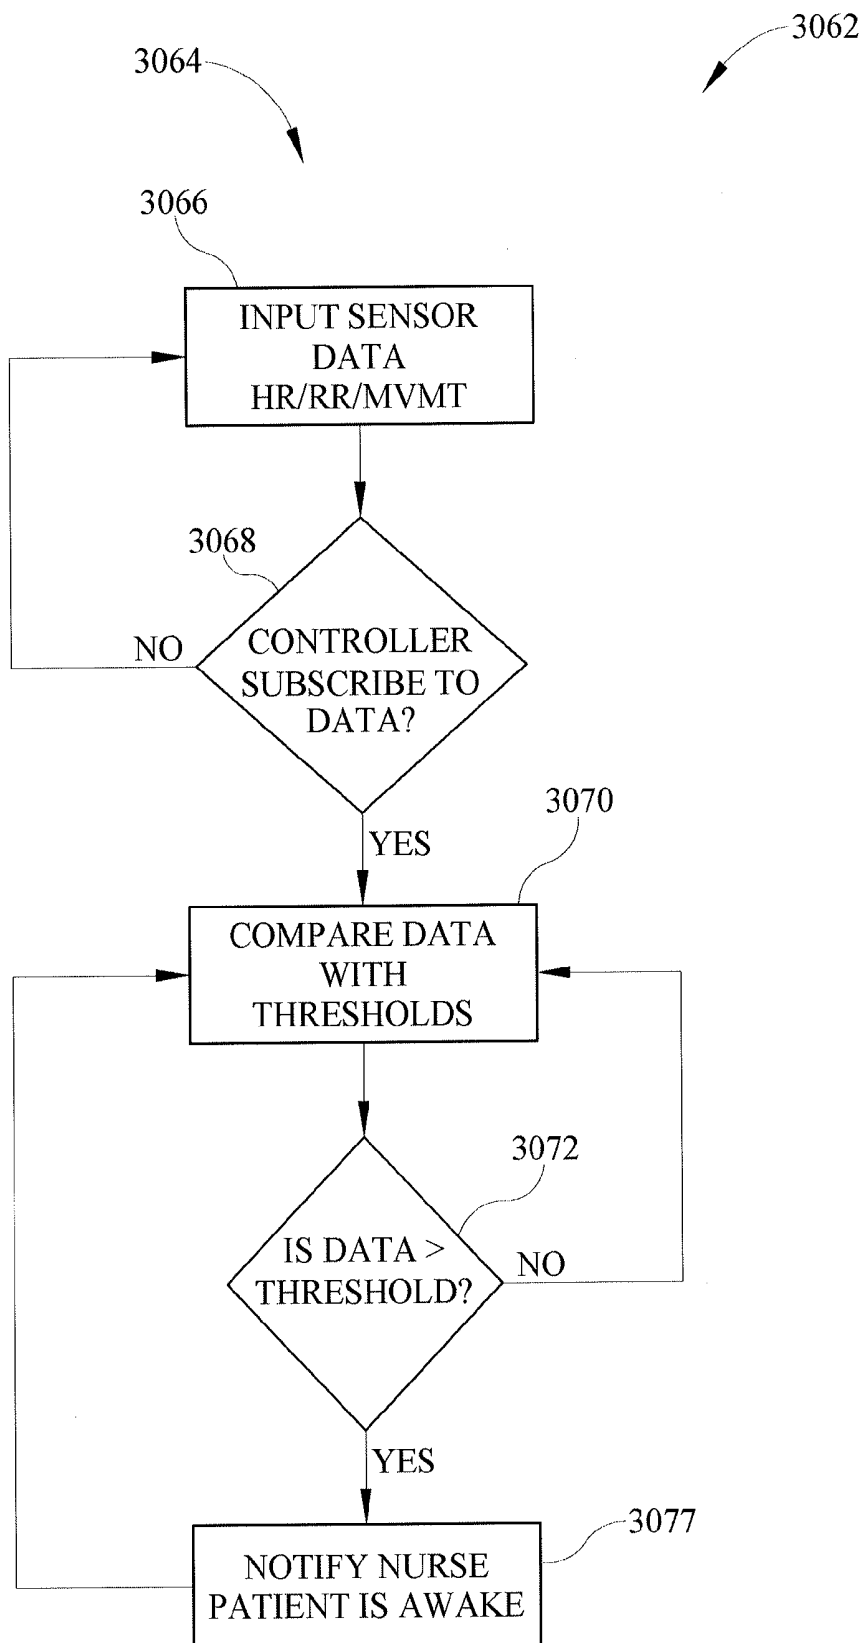 3062
3064
3066
INPUT SENSOR
DATA
HR/RR/MVMT
3068
NO
CONTROLLER
SUBSCRIBE TO
DATA?
YES
3070
COMPARE DATA
WITH
THRESHOLDS
3072
IS DATA >
THRESHOLD?
NO
YES
3077
NOTIFY NURSE
PATIENT IS AWAKE